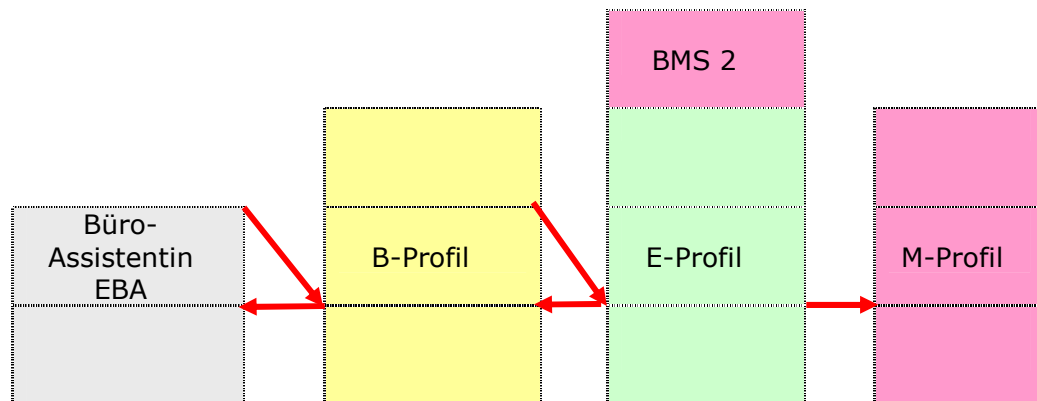 BMS 2
Büro-
Assistentin
EBA
B-Profil
E-Profil
M-Profil